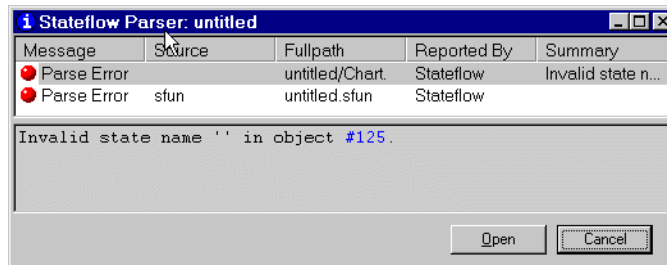 Stateflow Parser: untitled
Message Source Fullpath Reported By Summary
Parse Error untitled/Chart. Stateflow Invalid state n...
Parse Error sfun untitled.sfun Stateflow
Invalid state name '' in object #125.
Open Cancel